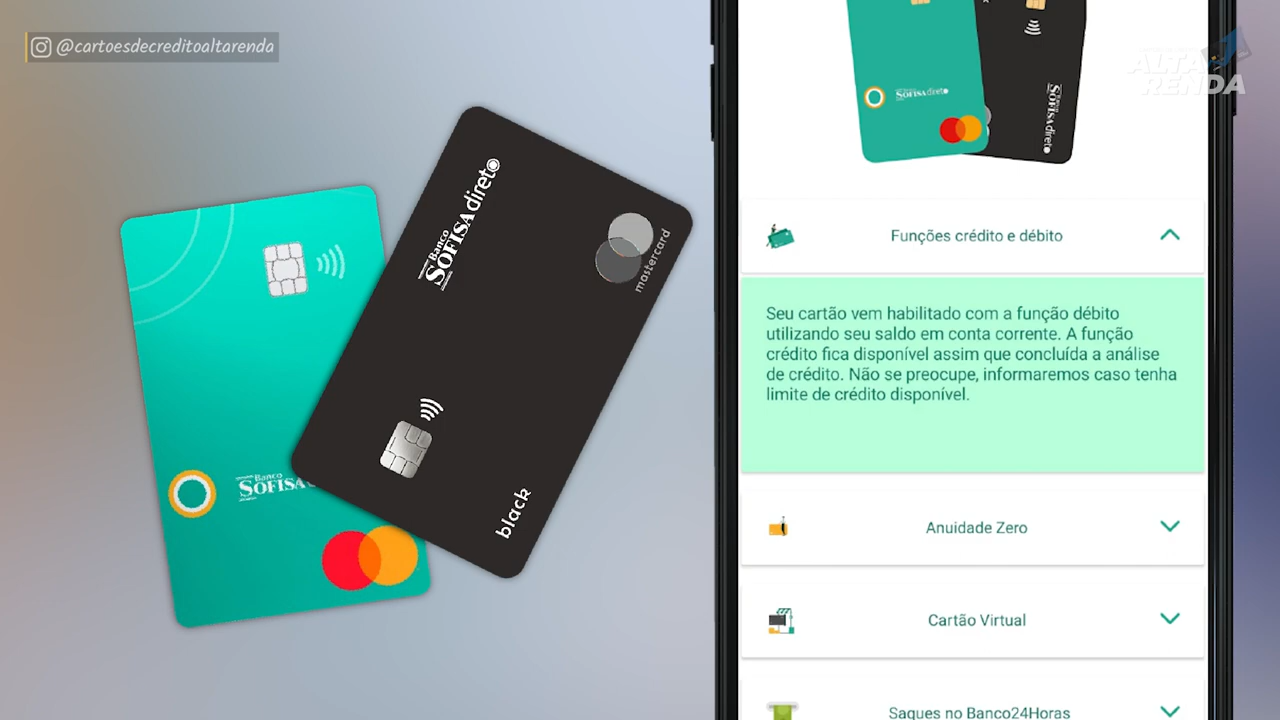 @cartoesdecreditoaltarenda
ALTA
RENDA
SOFISA direto
SOFISA direto
Banco
SOFISA direto
mastercard
black
Banco
SOFISA
Funções crédito e débito
Seu cartão vem habilitado com a função débito
utilizando seu saldo em conta corrente. A função
crédito fica disponível assim que concluída a análise
de crédito. Não se preocupe, informaremos caso tenha
limite de crédito disponível.
Anuidade Zero
Cartão Virtual
Saques no Banco24Horas